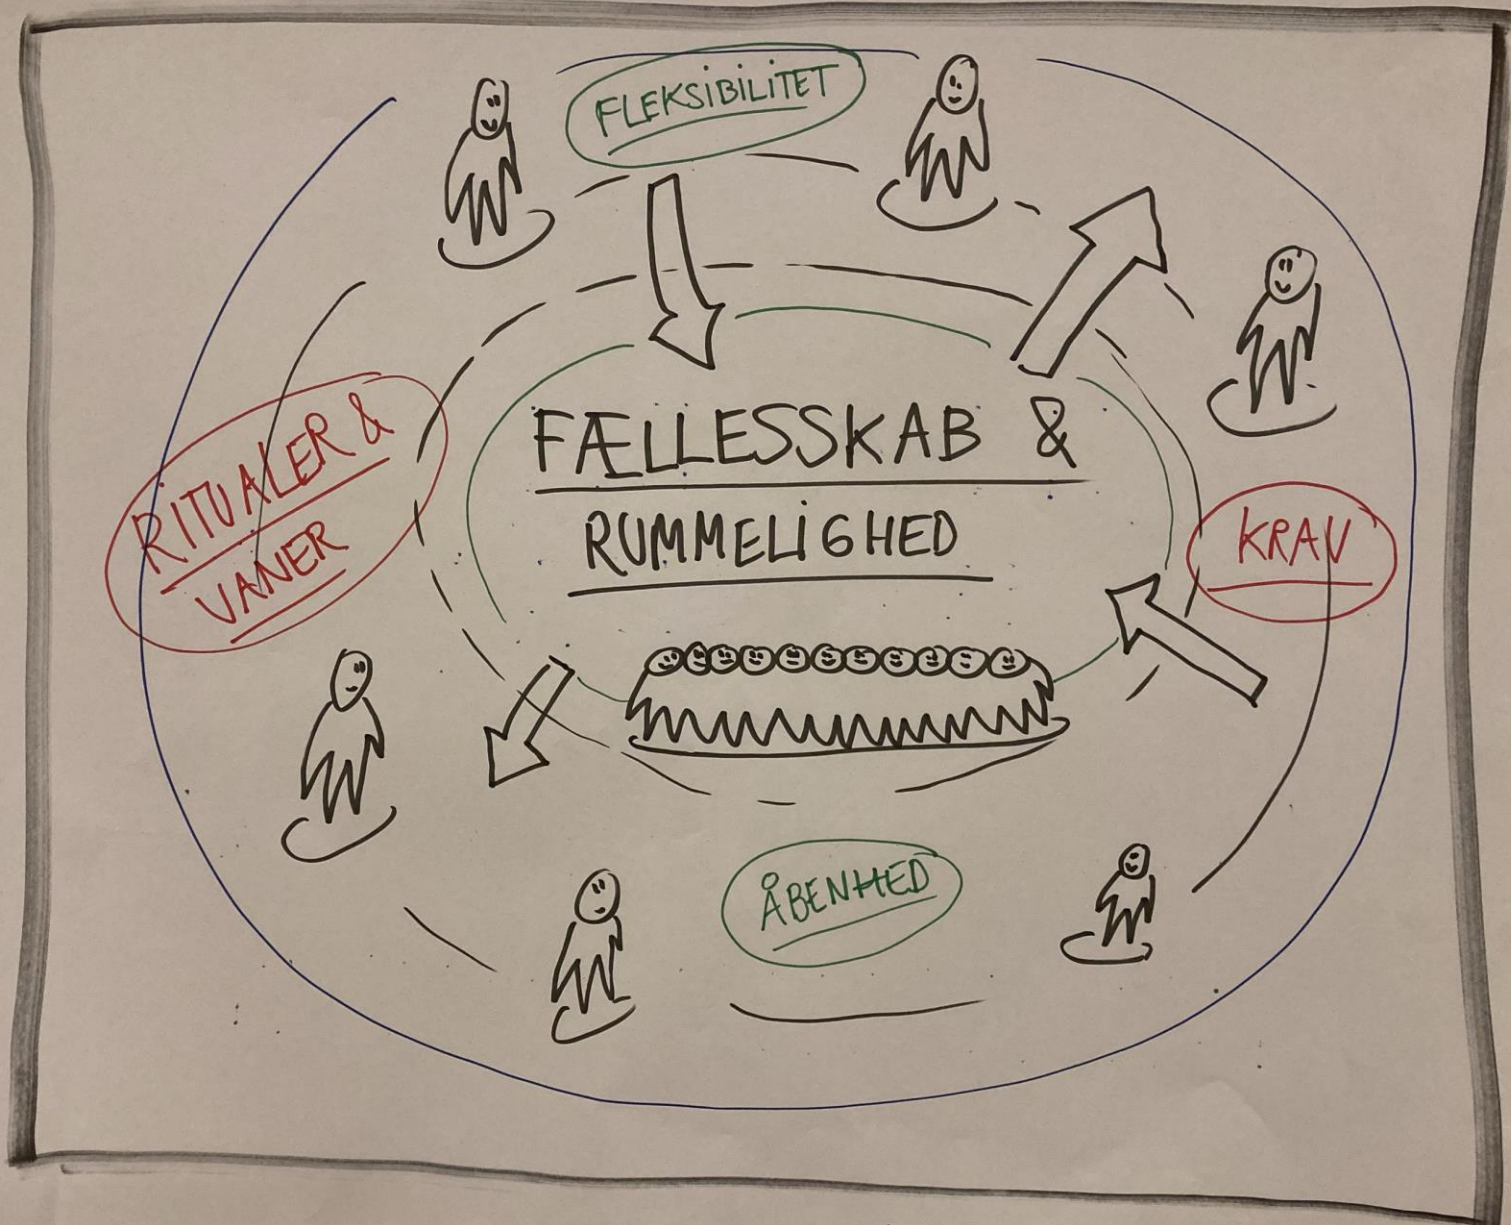 FLEKSIBILITET
FÆLLESSKAB &
RUMMELIGHED
RITUALER &
VANER
KRAV
ÅBENHED